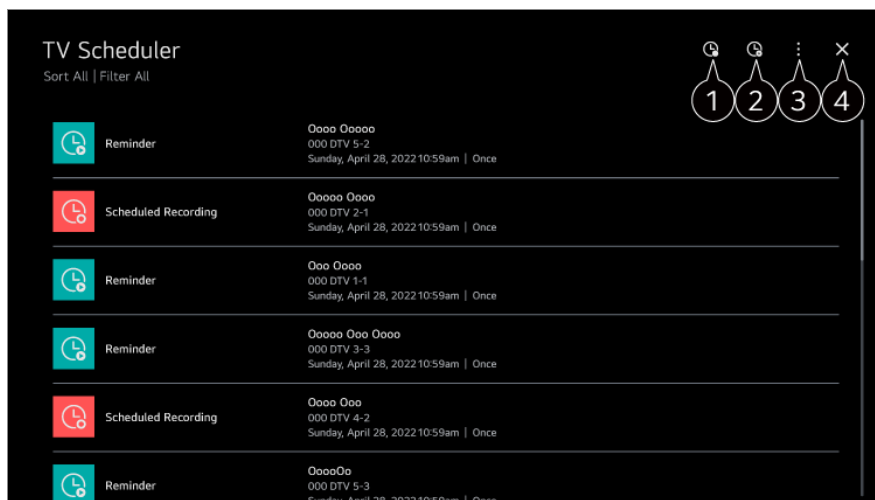 TV Scheduler
Sort All | Filter All
1 2 3 4
Reminder
Oooo Ooooo
000 DTV 5-2
Sunday, April 28, 2022 10:59am | Once
Scheduled Recording
Ooooo Oooo
000 DTV 2-1
Sunday, April 28, 2022 10:59am | Once
Reminder
Ooo Oooo
000 DTV 1-1
Sunday, April 28, 2022 10:59am | Once
Reminder
Ooooo Ooo Oooo
000 DTV 3-3
Sunday, April 28, 2022 10:59am | Once
Scheduled Recording
Oooo Ooo
000 DTV 4-2
Sunday, April 28, 2022 10:59am | Once
Reminder
OoooOo
000 DTV 5-3